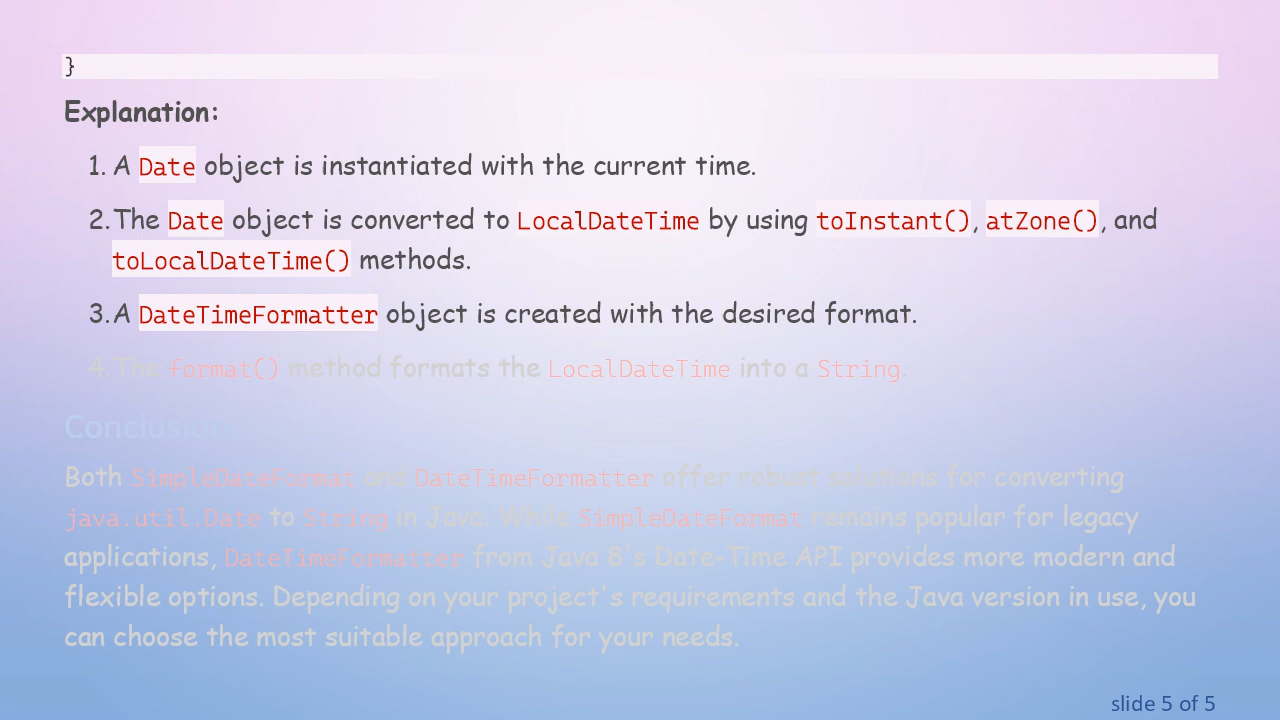 }
Explanation:
1. A Date object is instantiated with the current time.
2. The Date object is converted to LocalDateTime by using toInstant(), atZone(), and
toLocalDateTime() methods.
3. A DateTimeFormatter object is created with the desired format.
4. The format() method formats the LocalDateTime into a String.
Conclusion
Both SimpleDateFormat and DateTimeFormatter offer robust solutions for converting
java.util.Date to String in Java. While SimpleDateFormat remains popular for legacy
applications, DateTimeFormatter from Java 8's Date-Time API provides more modern and
flexible options. Depending on your project's requirements and the Java version in use, you
can choose the most suitable approach for your needs.
slide 5 of 5